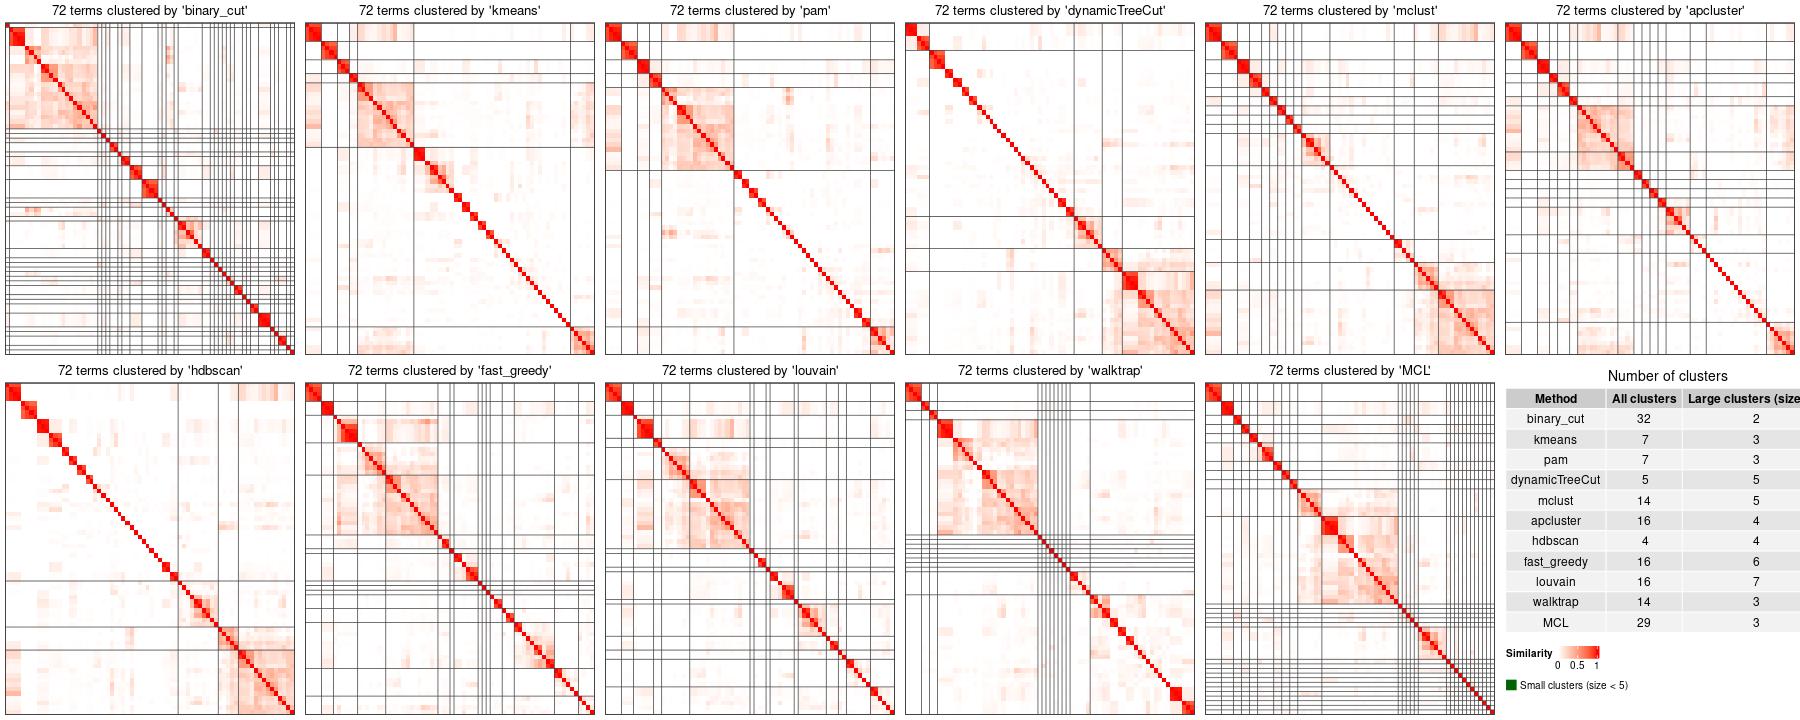 72 terms clustered by 'binary_cut'
72 terms clustered by 'kmeans'
72 terms clustered by 'pam'
72 terms clustered by 'dynamicTreeCut'
72 terms clustered by 'mclust'
72 terms clustered by 'apcluster'
72 terms clustered by 'hdbscan'
72 terms clustered by 'fast_greedy'
72 terms clustered by 'louvain'
72 terms clustered by 'walktrap'
72 terms clustered by 'MCL'
Number of clusters
Method All clusters Large clusters (size
binary_cut 32 2
kmeans 7 3
pam 7 3
dynamicTreeCut 5 5
mclust 14 5
apcluster 16 4
hdbscan 4 4
fast_greedy 16 6
louvain 16 7
walktrap 14 3
MCL 29 3
Similarity
0 0.5 1
Small clusters (size < 5)